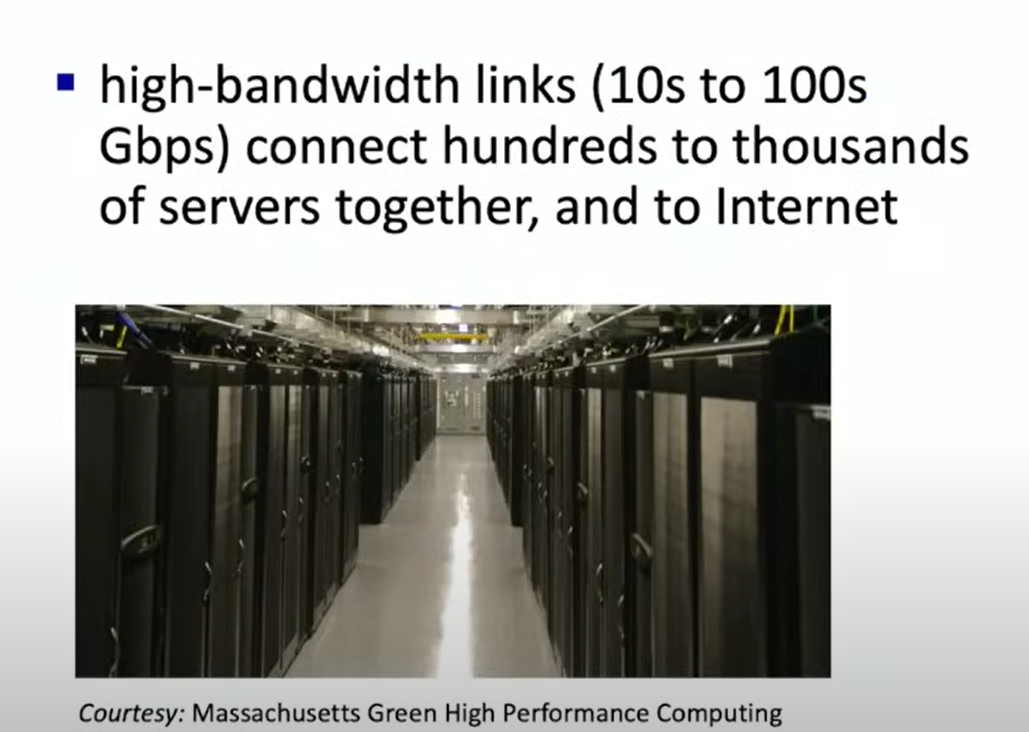 ▪ high-bandwidth links (10s to 100s
Gbps) connect hundreds to thousands
of servers together, and to Internet
Courtesy: Massachusetts Green High Performance Computing